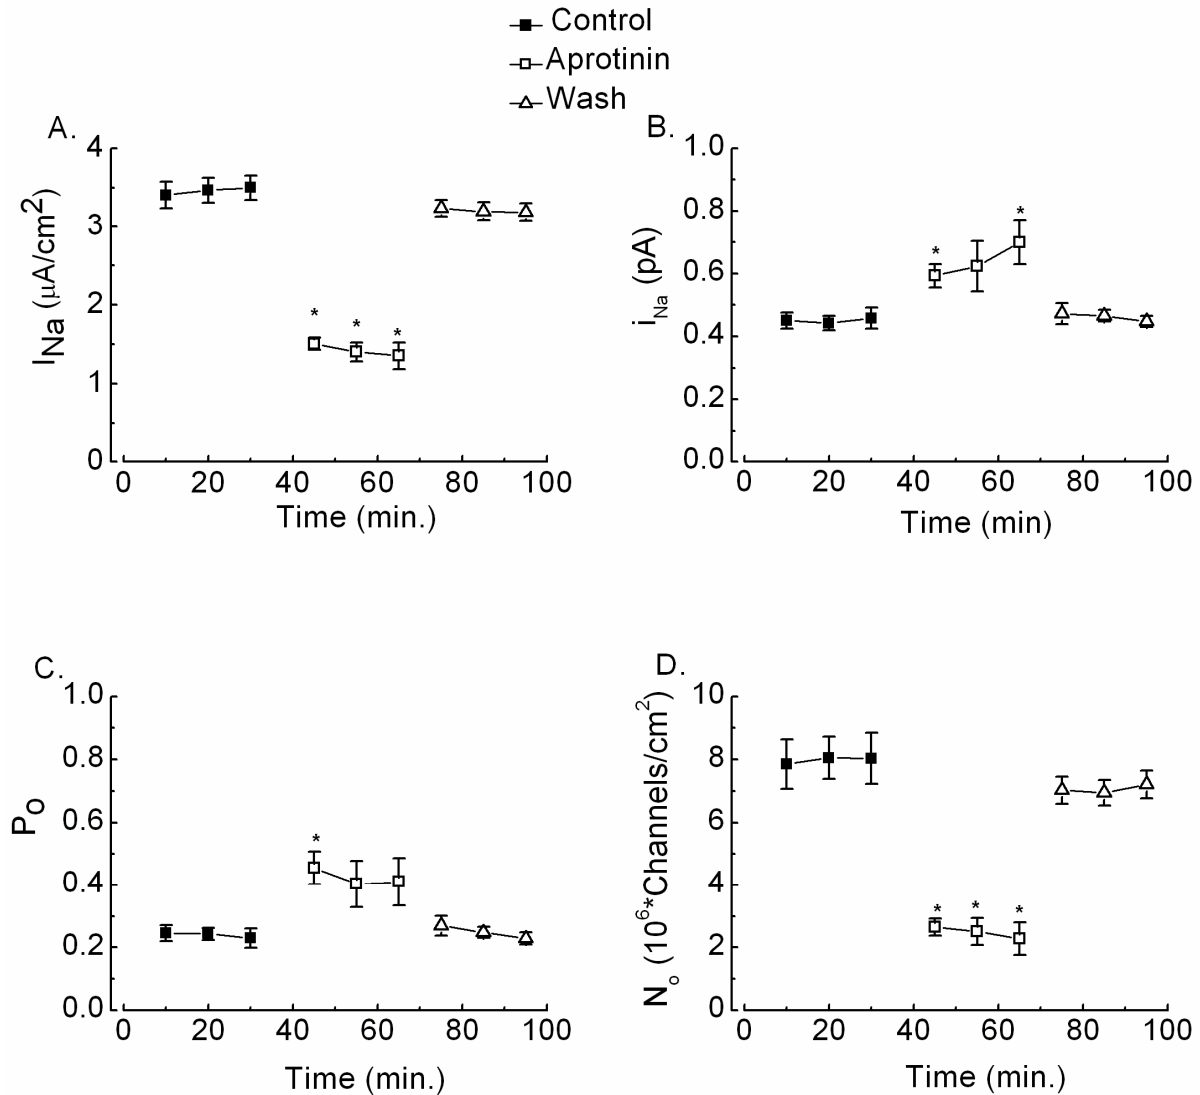 Control
Aprotinin
Wash
A.
4
3
2
1
0
I_Na (μA/cm²)
*
*
*
0 20 40 60 80 100
Time (min.)
B.
1.0
0.8
0.6
0.4
0.2
0.0
i_Na (pA)
*
*
0 20 40 60 80 100
Time (min)
C.
1.0
0.8
0.6
0.4
0.2
0.0
P_o
*
0 20 40 60 80 100
Time (min.)
D.
10
8
6
4
2
0
N_o (10⁶*Channels/cm²)
*
*
*
0 20 40 60 80 100
Time (min.)